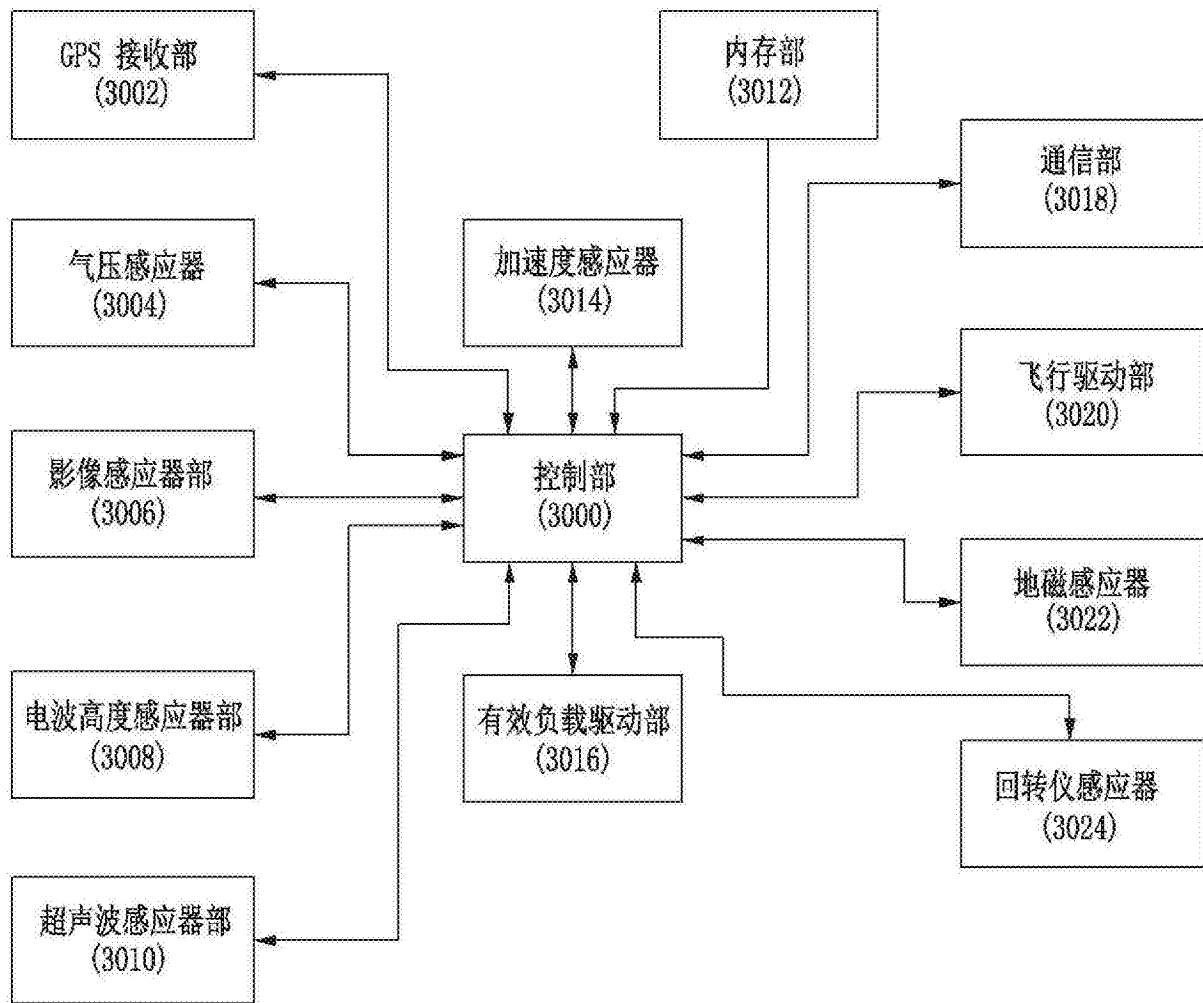 GPS 接收部
(3002)
内存部
(3012)
通信部
(3018)
气压感应器
(3004)
加速度感应器
(3014)
飞行驱动部
(3020)
影像感应器部
(3006)
控制部
(3000)
地磁感应器
(3022)
电波高度感应器部
(3008)
有效负载驱动部
(3016)
回转仪感应器
(3024)
超声波感应器部
(3010)